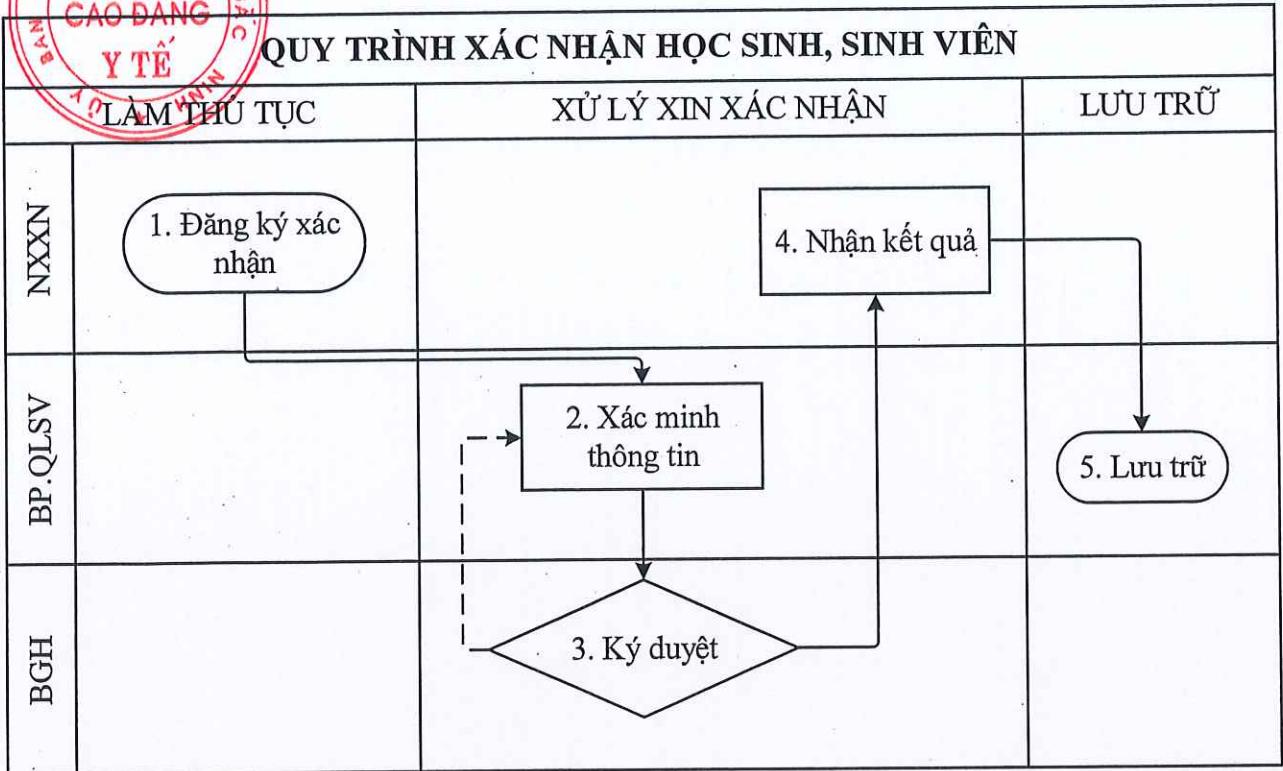 CAO ĐẲNG
Y TẾ
BAN
QUY TRÌNH XÁC NHẬN HỌC SINH, SINH VIÊN
LÀM THỦ TỤC
XỬ LÝ XIN XÁC NHẬN
LƯU TRỮ
NXXN
1. Đăng ký xác
nhận
4. Nhận kết quả
BP.QLSV
2. Xác minh
thông tin
5. Lưu trữ
BGH
3. Ký duyệt